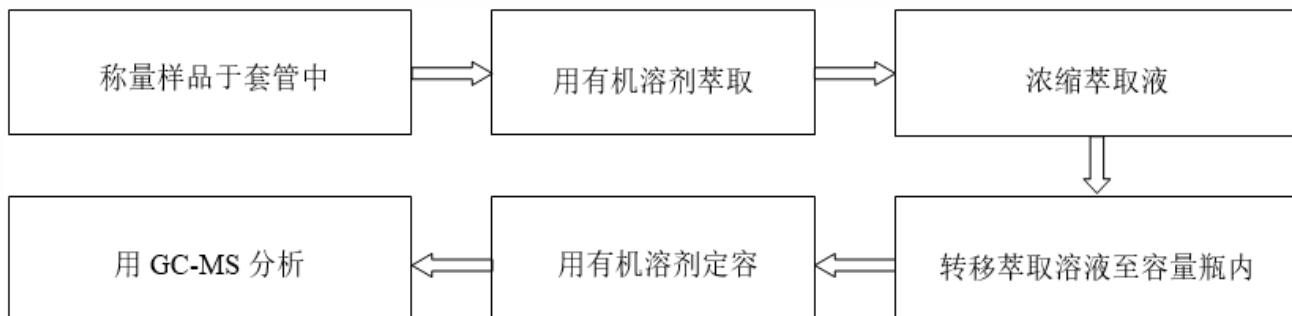 称量样品于套管中
用有机溶剂萃取
浓缩萃取液
转移萃取溶液至容量瓶内
用有机溶剂定容
用 GC-MS 分析